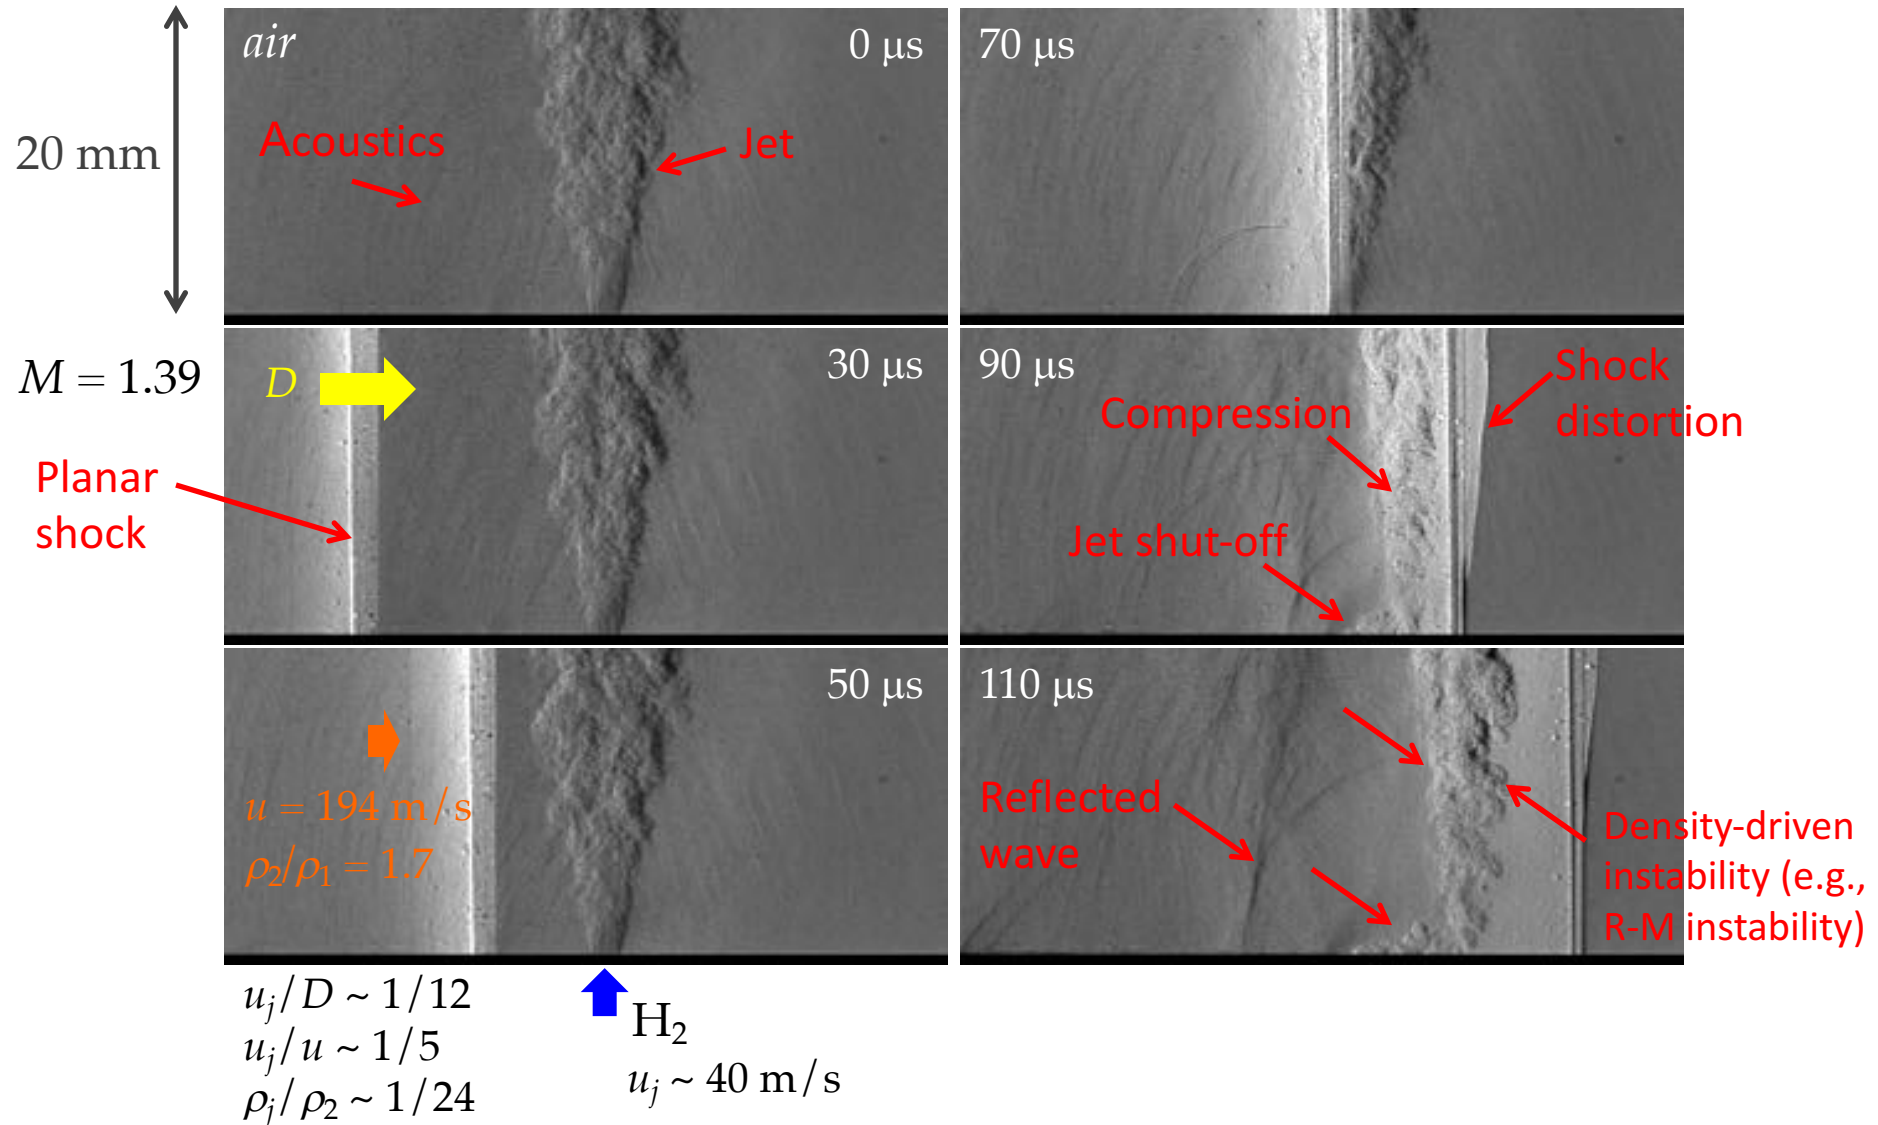 air
0 µs
70 µs
20 mm
Acoustics
Jet
M = 1.39
D
30 µs
90 µs
Shock
distortion
Compression
Planar
shock
Jet shut-off
50 µs
110 µs
u = 194 m/s
ρ2/ρ1 = 1.7
Reflected
wave
Density-driven
instability (e.g.,
R-M instability)
uj/D ~ 1/12
uj/u ~ 1/5
ρj/ρ2 ~ 1/24
H2
uj ~ 40 m/s